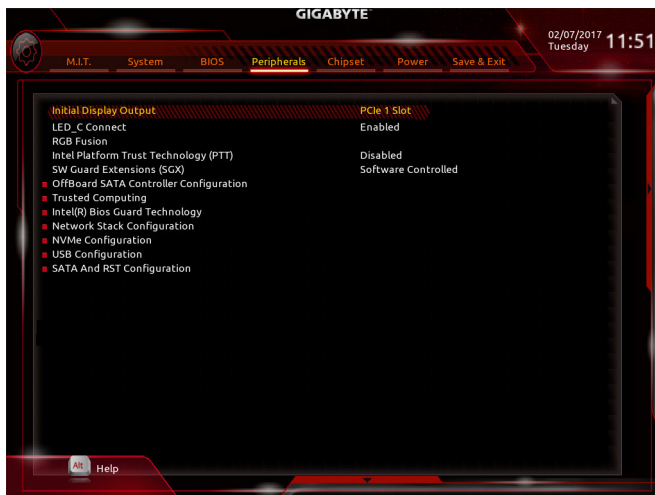 GIGABYTE™
02/07/2017 Tuesday 11:51
M.I.T. System BIOS Peripherals Chipset Power Save & Exit
Initial Display Output PCIe 1 Slot
LED_C Connect Enabled
RGB Fusion
Intel Platform Trust Technology (PTT) Disabled
SW Guard Extensions (SGX) Software Controlled
OffBoard SATA Controller Configuration
Trusted Computing
Intel(R) Bios Guard Technology
Network Stack Configuration
NVMe Configuration
USB Configuration
SATA And RST Configuration
Alt Help